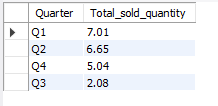 Quarter Total_sold_quantity
Q1 7.01
Q2 6.65
Q4 5.04
Q3 2.08